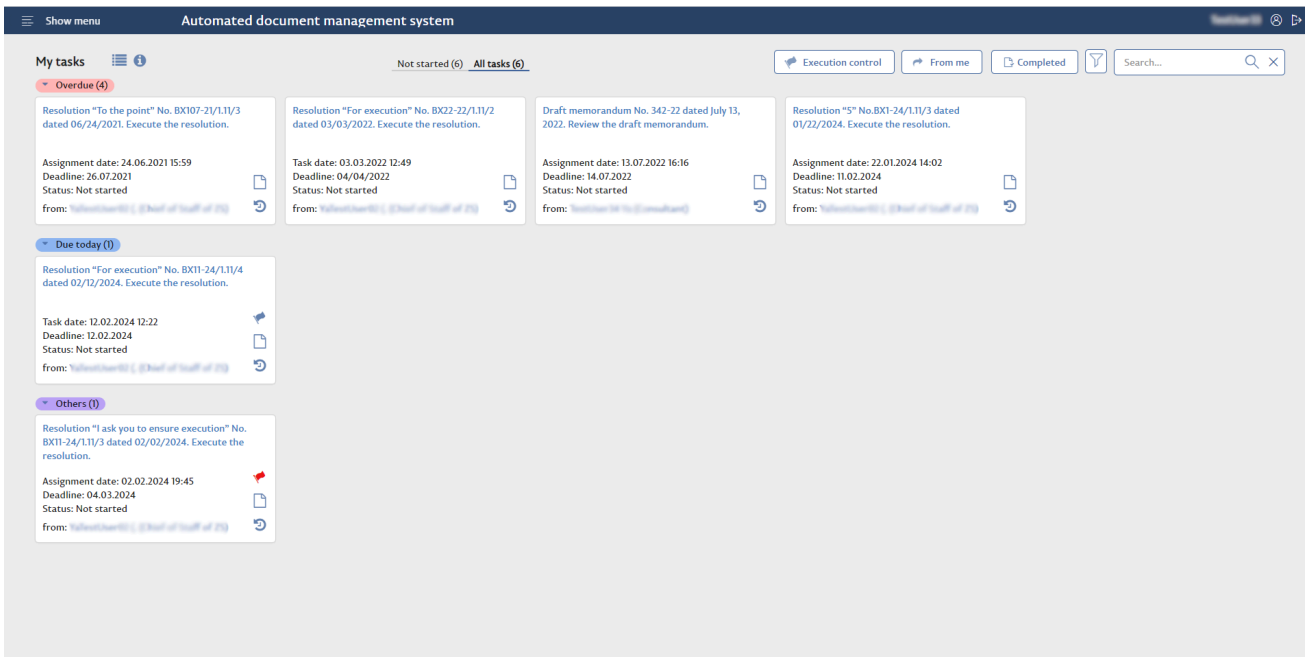 Show menu
Automated document management system
My tasks
Not started (6) All tasks (6)
Execution control
From me
Completed
Search...
Overdue (4)
Resolution “To the point” No. BX107-21/1.11/3
dated 06/24/2021. Execute the resolution.
Assignment date: 24.06.2021 15:59
Deadline: 26.07.2021
Status: Not started
from:
Resolution “For execution” No. BX22-22/1.11/2
dated 03/03/2022. Execute the resolution.
Task date: 03.03.2022 12:49
Deadline: 04/04/2022
Status: Not started
from:
Draft memorandum No. 342-22 dated July 13,
2022. Review the draft memorandum.
Assignment date: 13.07.2022 16:16
Deadline: 14.07.2022
Status: Not started
from:
Resolution “5” No.BX1-24/1.11/3 dated
01/22/2024. Execute the resolution.
Assignment date: 22.01.2024 14:02
Deadline: 11.02.2024
Status: Not started
from:
Due today (1)
Resolution “For execution” No. BX11-24/1.11/4
dated 02/12/2024. Execute the resolution.
Task date: 12.02.2024 12:22
Deadline: 12.02.2024
Status: Not started
from:
Others (1)
Resolution “I ask you to ensure execution” No.
BX11-24/1.11/3 dated 02/02/2024. Execute the
resolution.
Assignment date: 02.02.2024 19:45
Deadline: 04.03.2024
Status: Not started
from: